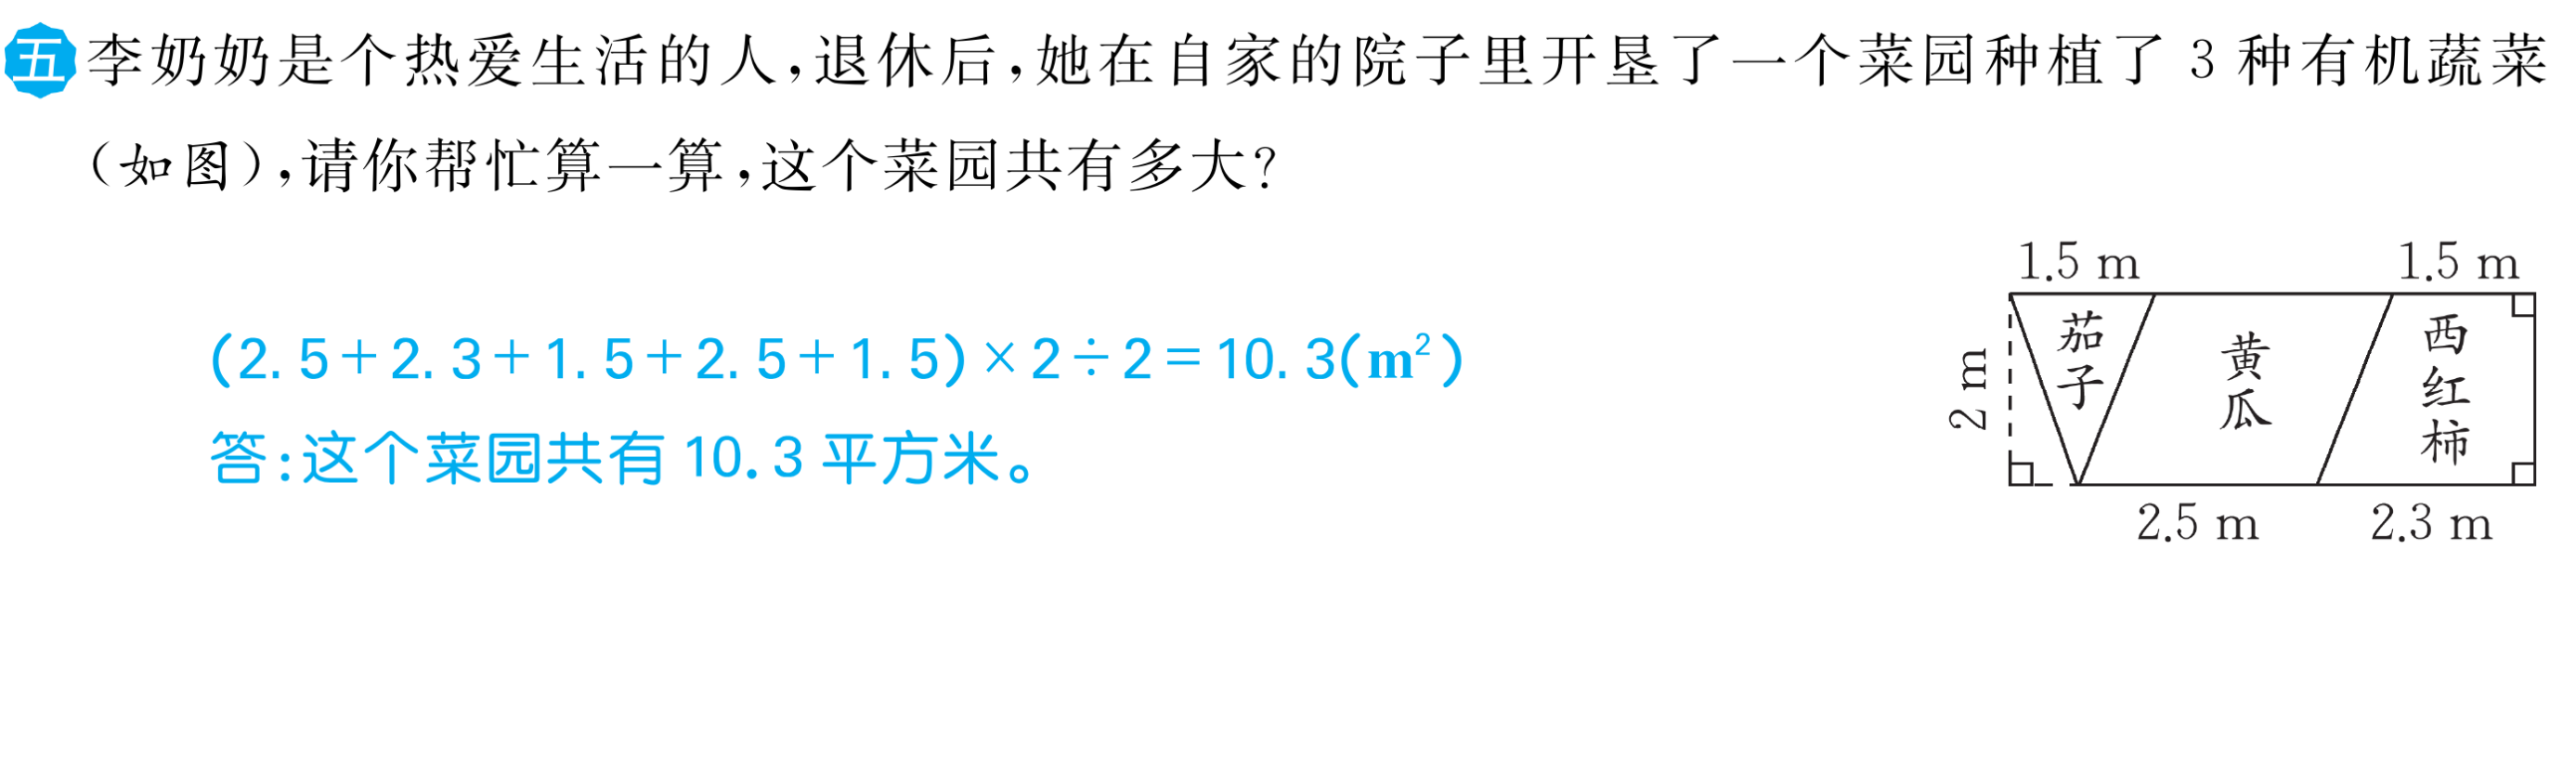 五 李奶奶是个热爱生活的人,退休后,她在自家的院子里开垦了一个菜园种植了 3 种有机蔬菜
(如图),请你帮忙算一算,这个菜园共有多大?
1.5 m 1.5 m
(2.5+2.3+1.5+2.5+1.5)×2÷2=10.3(m²)
答:这个菜园共有 10.3 平方米。
2 m
茄子
黄瓜
西红柿
2.5 m 2.3 m